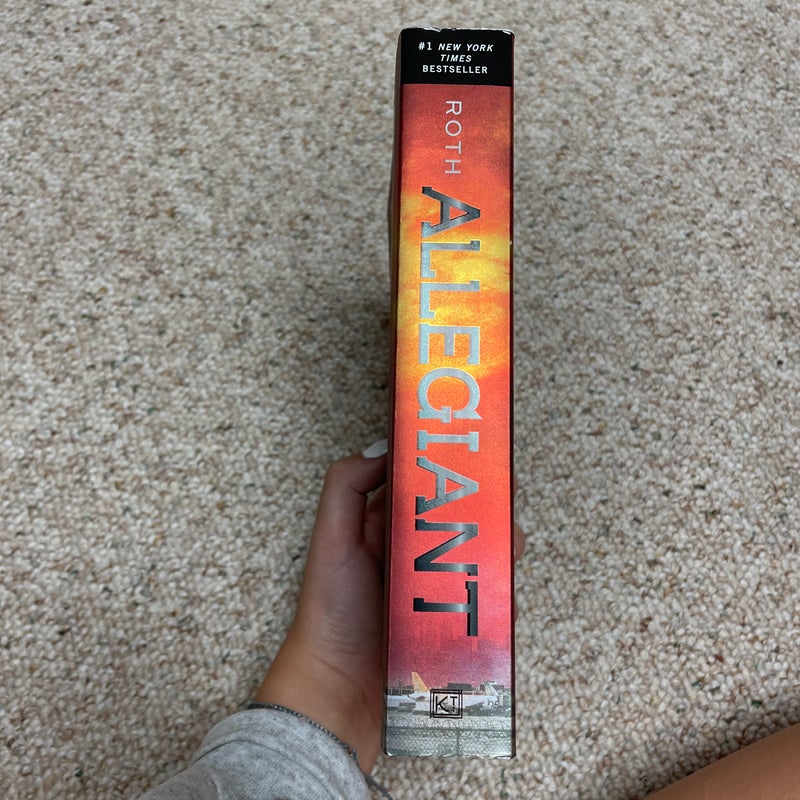 #1 NEW YORK
TIMES
BESTSELLER
ROTH
ALLEGIANT
KT